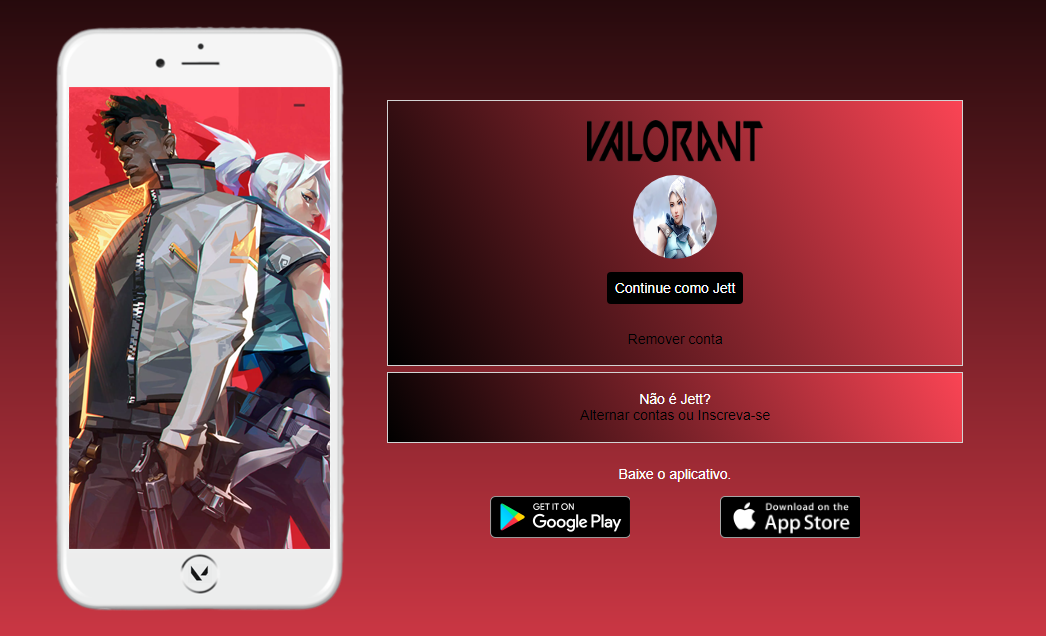 VALORANT
Continue como Jett
Remover conta
Não é Jett?
Alternar contas ou Inscreva-se
Baixe o aplicativo.
GET IT ON
Google Play
Download on the
App Store